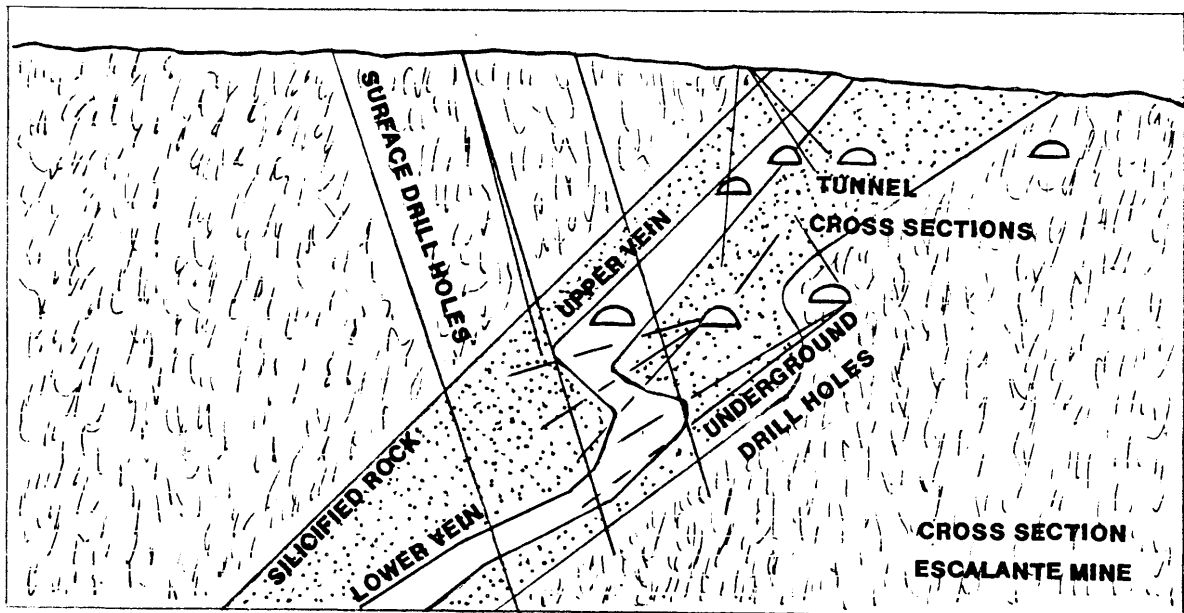 SURFACE DRILL HOLES
TUNNEL
CROSS SECTIONS
UPPER VEIN
UNDERGROUND
DRILL HOLES
SILICIFIED ROCK
LOWER VEIN
CROSS SECTION
ESCALANTE MINE